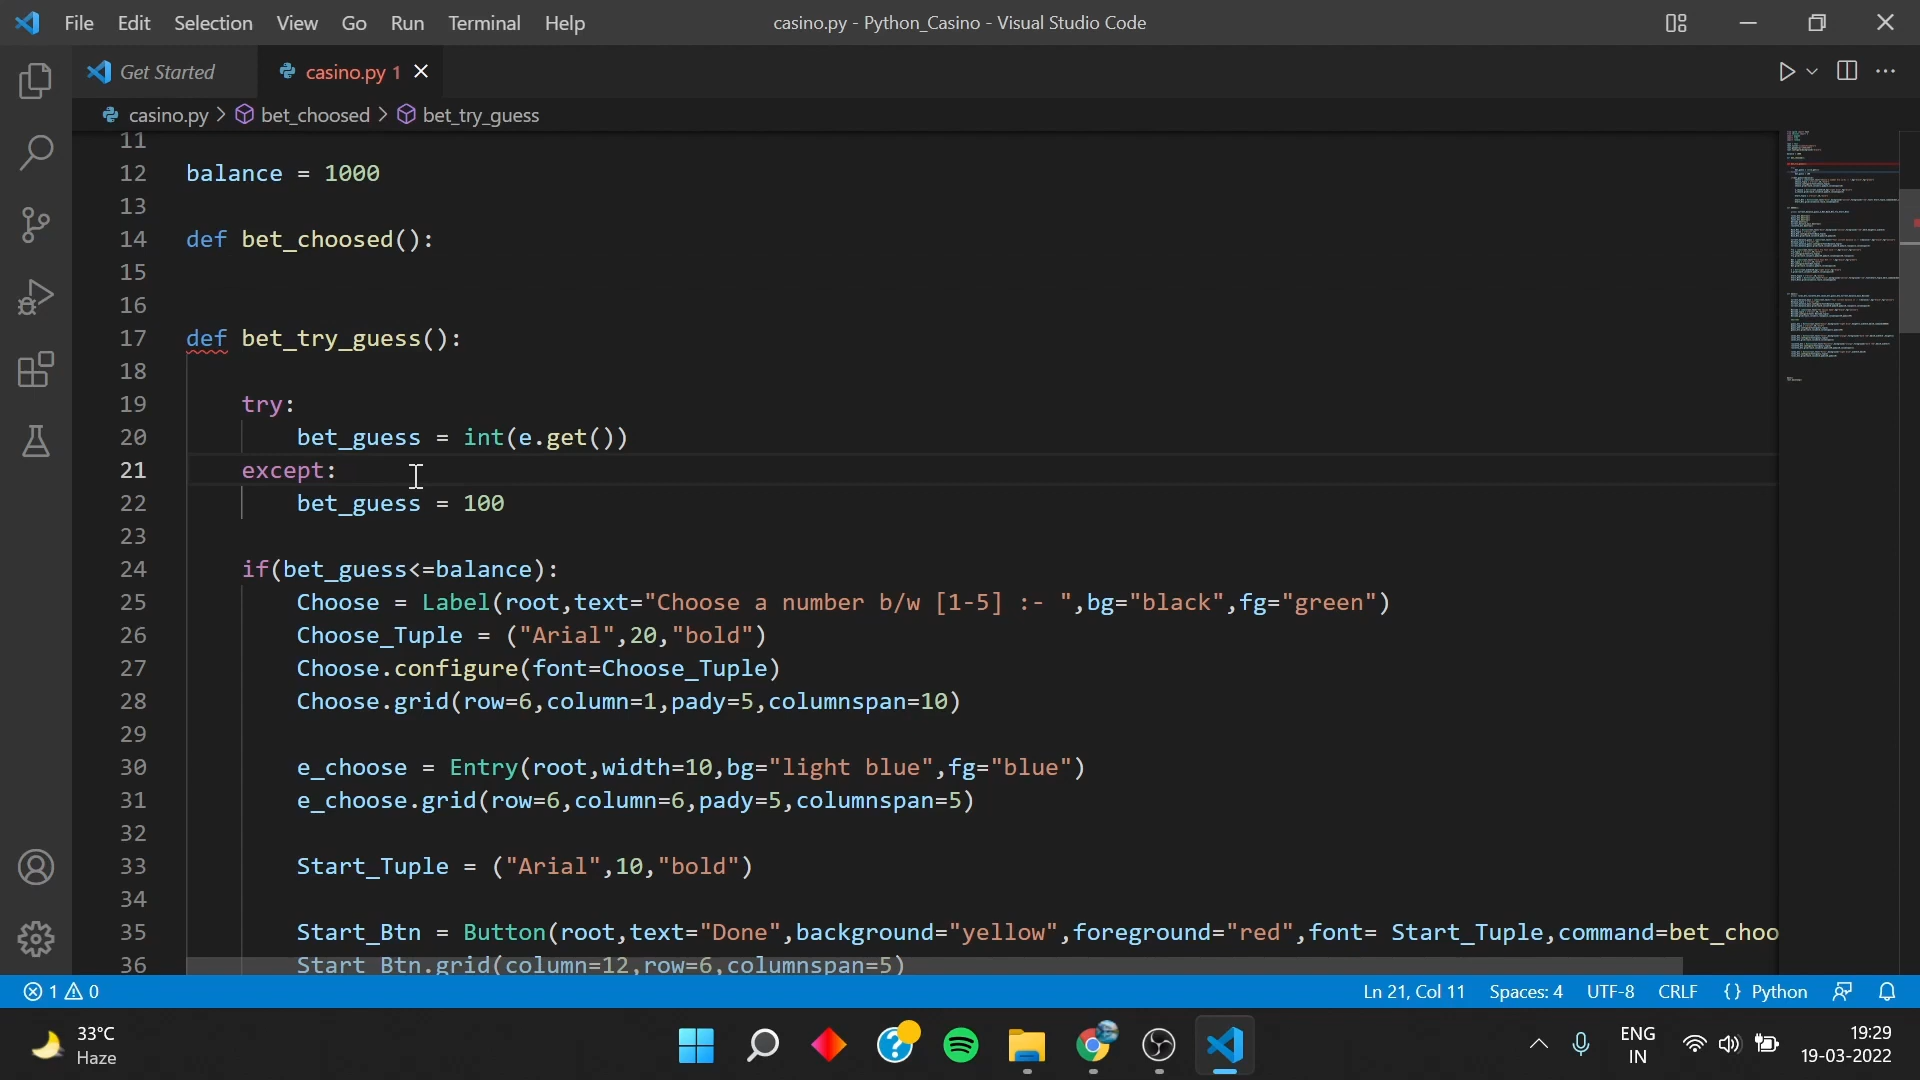 File Edit Selection View Go Run Terminal Help casino.py - Python_Casino - Visual Studio Code
Get Started casino.py 1
casino.py > bet_choosed > bet_try_guess
11
12 balance = 1000
13
14 def bet_choosed():
15
16
17 def bet_try_guess():
18
19 try:
20 bet_guess = int(e.get())
21 except:
22 bet_guess = 100
23
24 if(bet_guess<=balance):
25 Choose = Label(root,text="Choose a number b/w [1-5] :- ",bg="black",fg="green")
26 Choose_Tuple = ("Arial",20,"bold")
27 Choose.configure(font=Choose_Tuple)
28 Choose.grid(row=6,column=1,pady=5,columnspan=10)
29
30 e_choose = Entry(root,width=10,bg="light blue",fg="blue")
31 e_choose.grid(row=6,column=6,pady=5,columnspan=5)
32
33 Start_Tuple = ("Arial",10,"bold")
34
35 Start_Btn = Button(root,text="Done",background="yellow",foreground="red",font= Start_Tuple,command=bet_choo
36 Start_Btn.grid(column=12,row=6,columnspan=5)
1 0 Ln 21, Col 11 Spaces: 4 UTF-8 CRLF {} Python
33°C
Haze
ENG
IN
19:29
19-03-2022